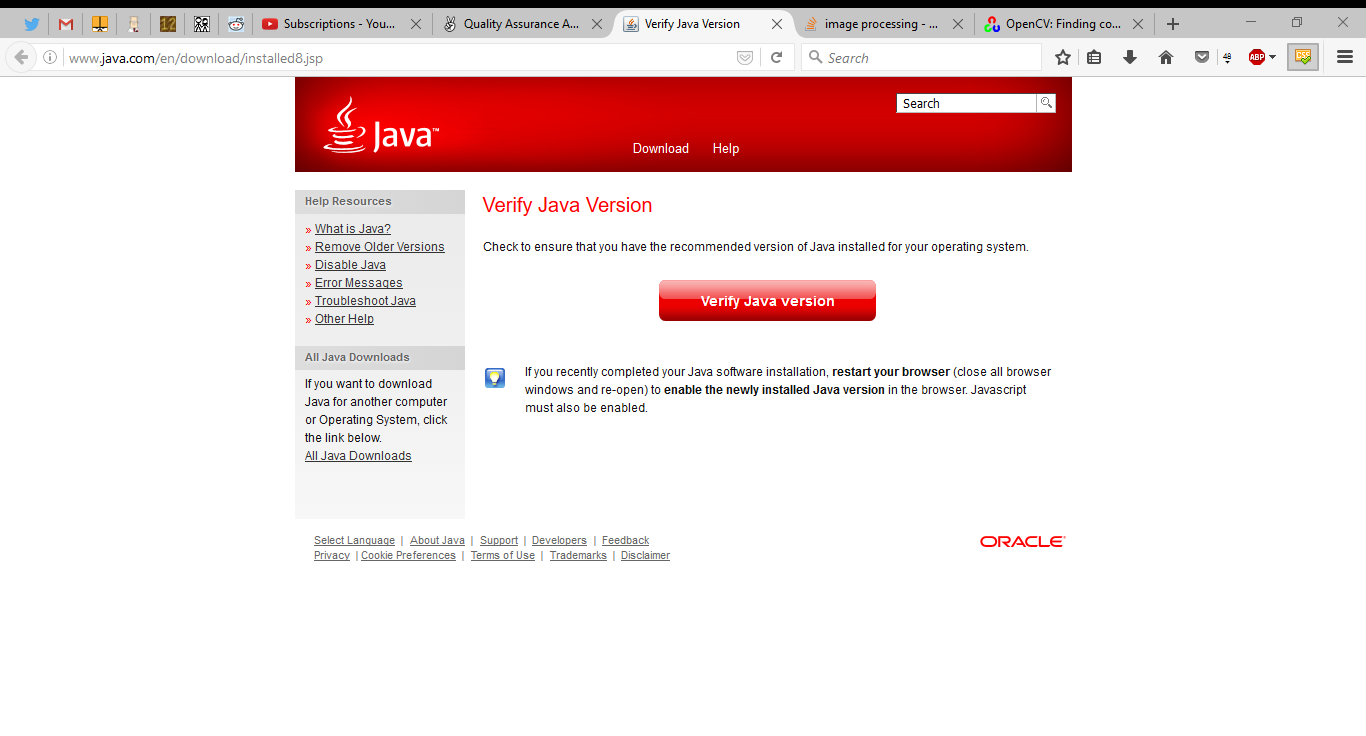 Subscriptions - You...
Quality Assurance A...
Verify Java Version
image processing - ...
OpenCV: Finding co...
www.java.com/en/download/installed8.jsp
Search
48
ABP
CSS
Java™
Search
Download Help
Help Resources
» What is Java?
» Remove Older Versions
» Disable Java
» Error Messages
» Troubleshoot Java
» Other Help
All Java Downloads
If you want to download
Java for another computer
or Operating System, click
the link below.
All Java Downloads
Verify Java Version
Check to ensure that you have the recommended version of Java installed for your operating system.
Verify Java version
If you recently completed your Java software installation, restart your browser (close all browser
windows and re-open) to enable the newly installed Java version in the browser. Javascript
must also be enabled.
Select Language | About Java | Support | Developers | Feedback
Privacy | Cookie Preferences | Terms of Use | Trademarks | Disclaimer
ORACLE